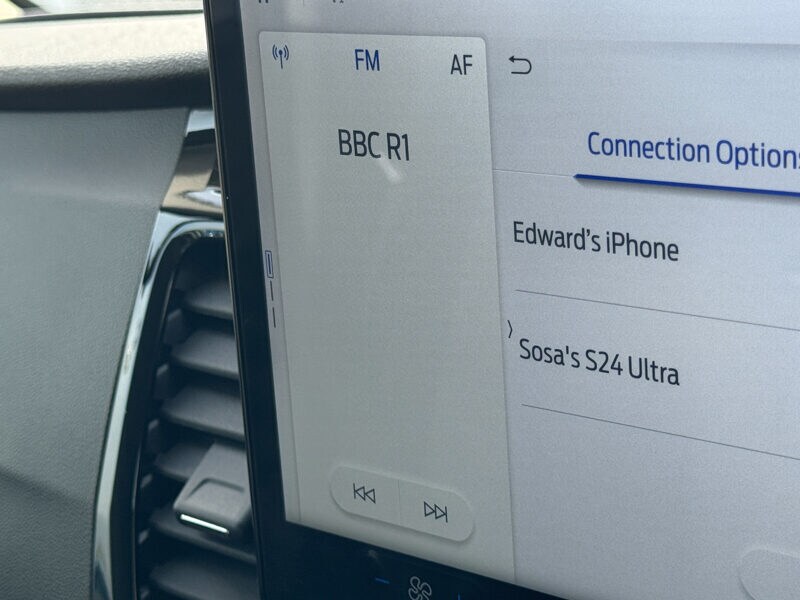 FM
AF
BBC R1
Connection Options
Edward's iPhone
Sosa's S24 Ultra